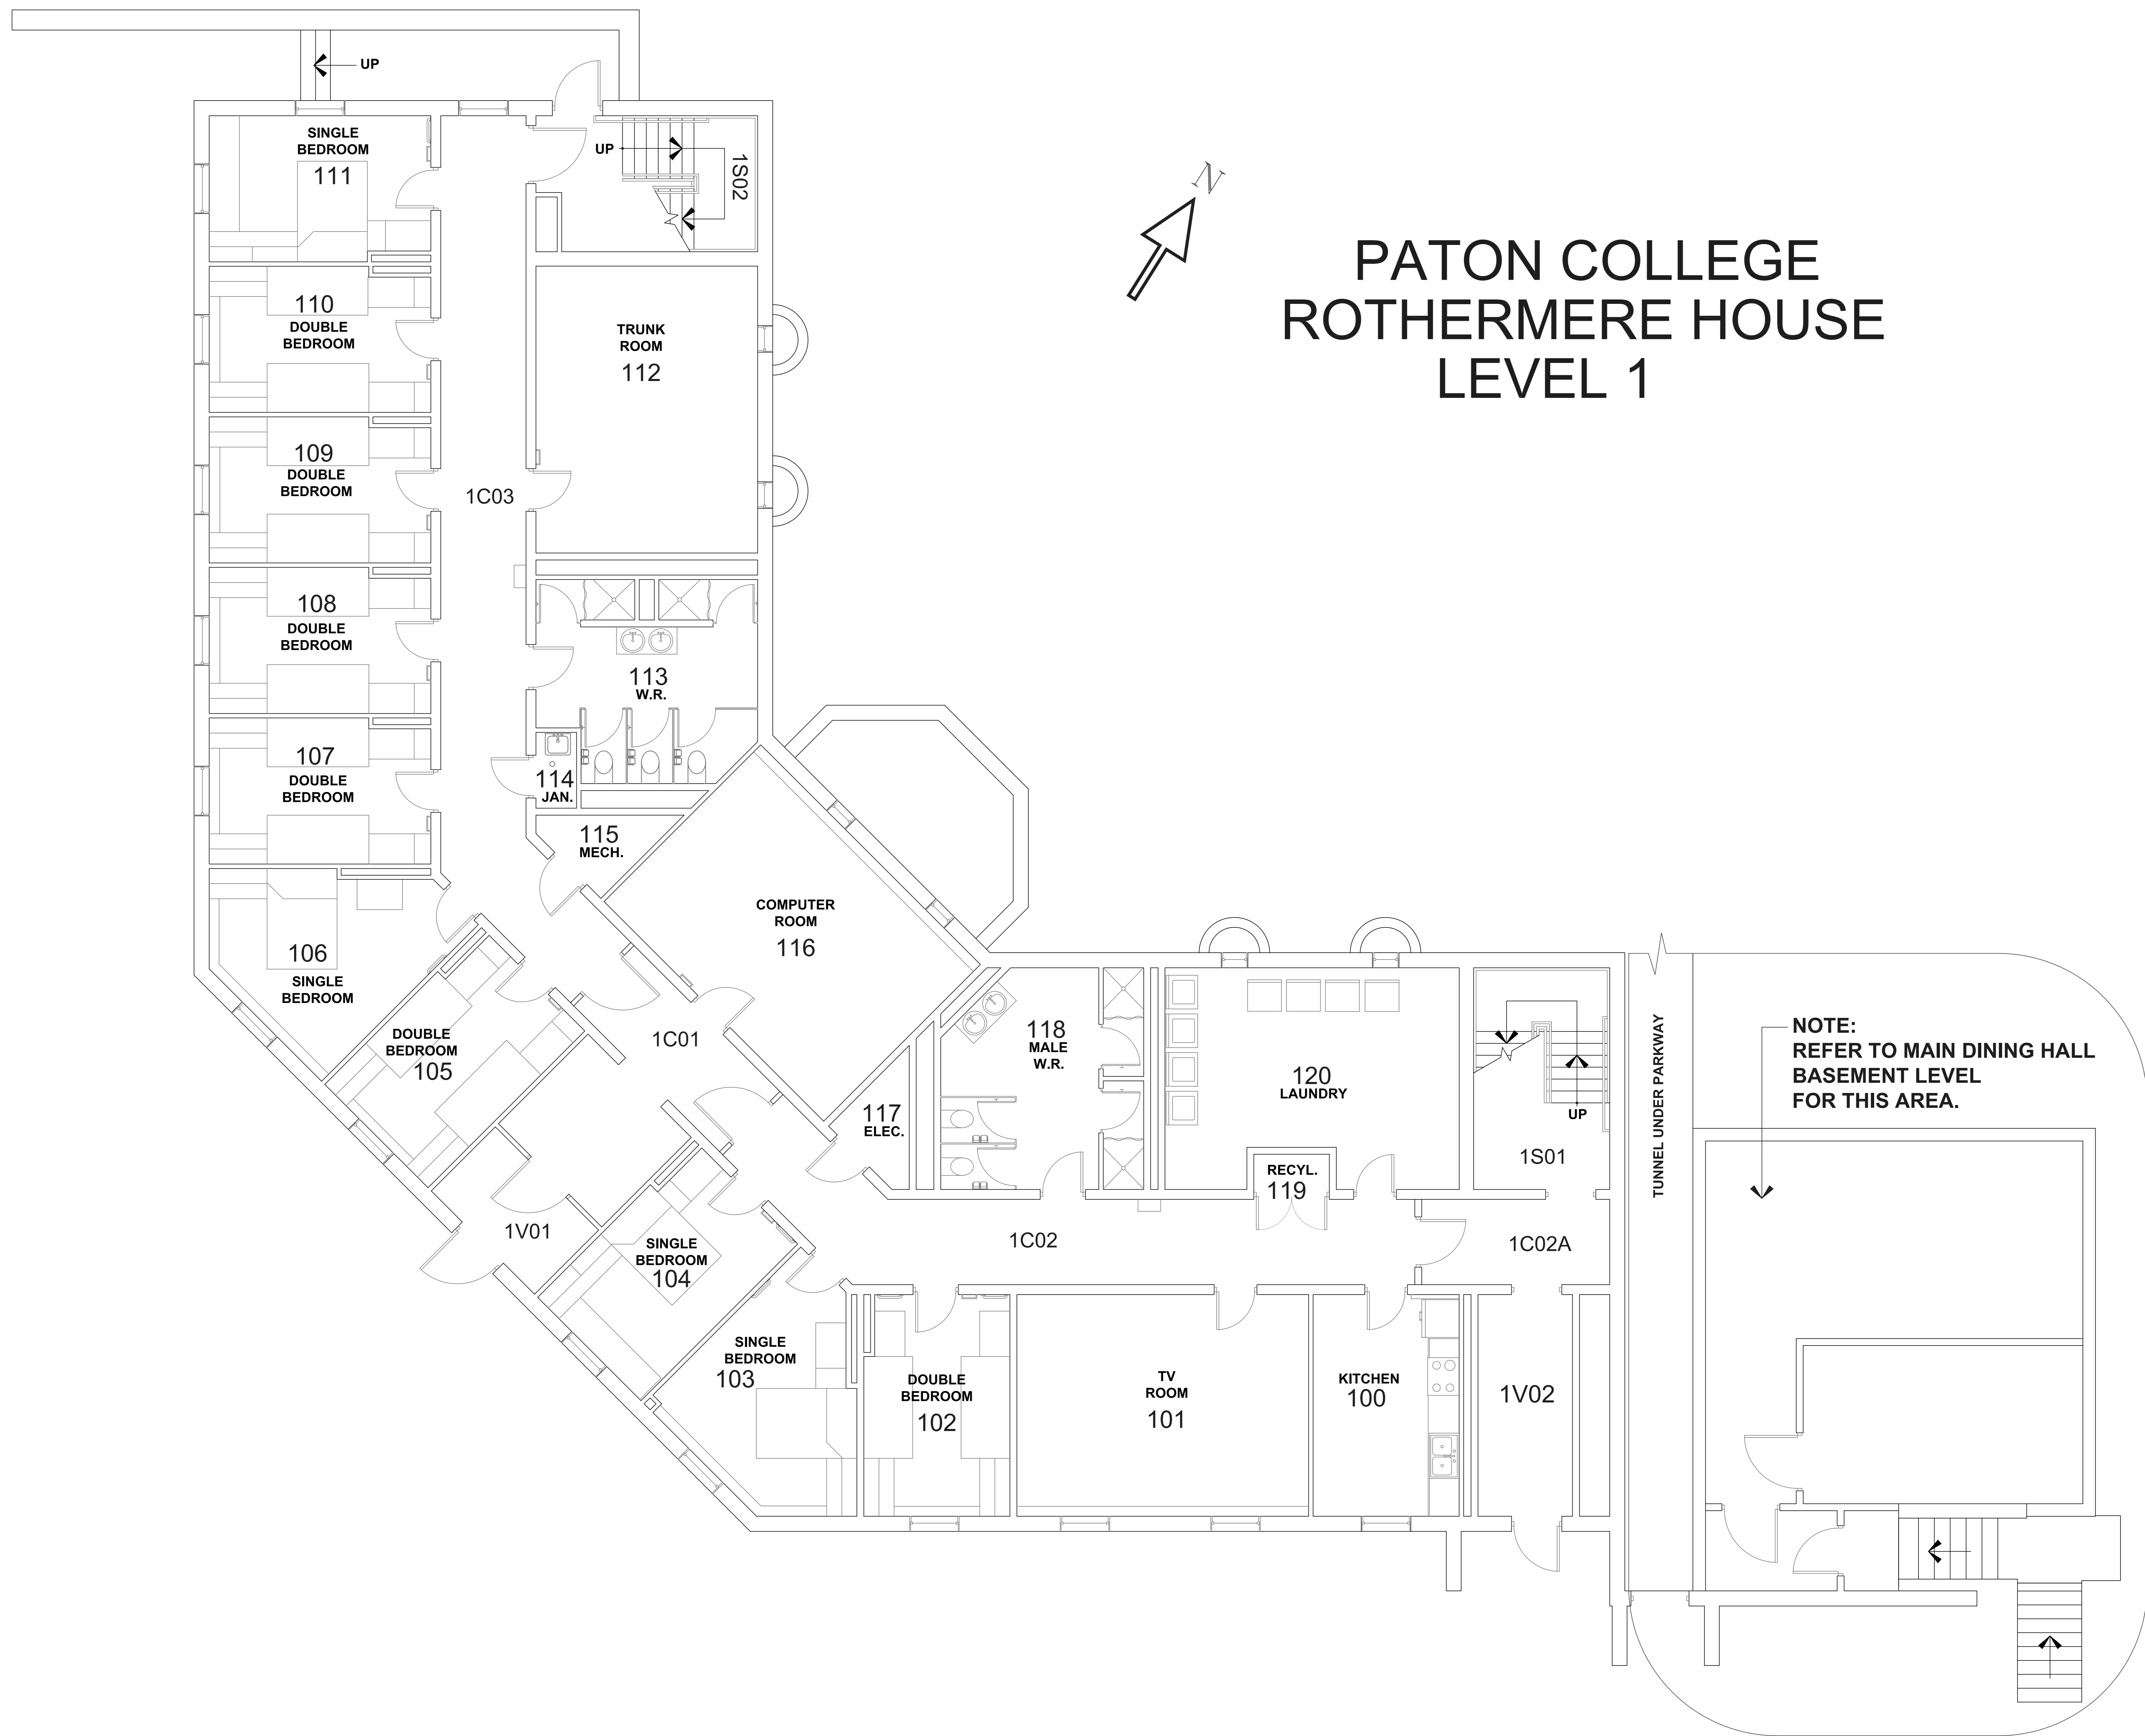 UP
N
PATON COLLEGE
ROTHERMERE HOUSE
LEVEL 1
SINGLE
BEDROOM
111
UP
1S02
110
DOUBLE
BEDROOM
TRUNK
ROOM
112
109
DOUBLE
BEDROOM
1C03
108
DOUBLE
BEDROOM
113
W.R.
107
DOUBLE
BEDROOM
114
JAN.
115
MECH.
106
SINGLE
BEDROOM
COMPUTER
ROOM
116
DOUBLE
BEDROOM
105
1C01
117
ELEC.
118
MALE
W.R.
120
LAUNDRY
RECYL.
119
UP
1S01
TUNNEL UNDER PARKWAY
NOTE:
REFER TO MAIN DINING HALL
BASEMENT LEVEL
FOR THIS AREA.
1V01
SINGLE
BEDROOM
104
1C02
1C02A
SINGLE
BEDROOM
103
DOUBLE
BEDROOM
102
TV
ROOM
101
KITCHEN
100
1V02